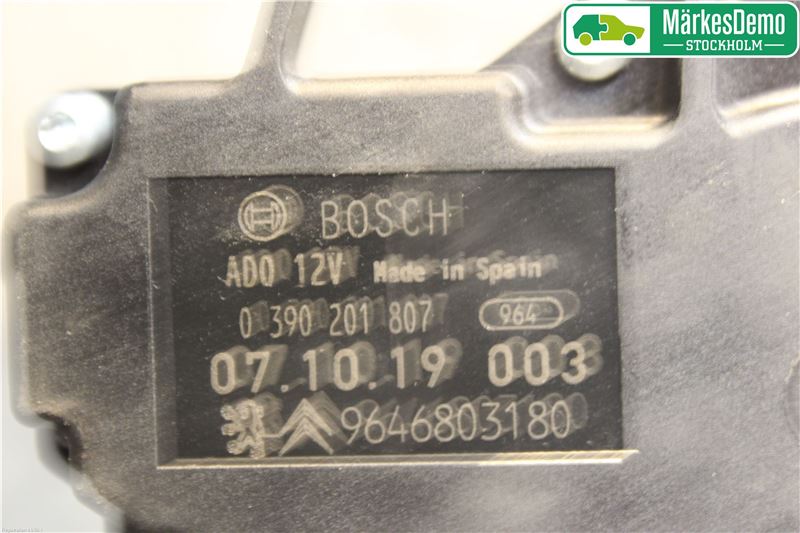 MärkesDemo
STOCKHOLM
BOSCH
ADO 12V Made in Spain
0 390 201 807 964
07.10.19 003
9646803180